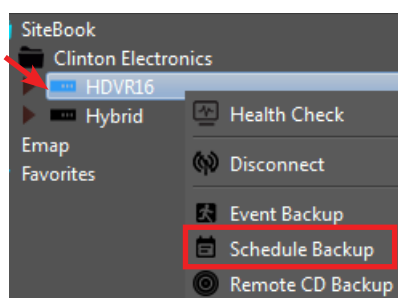 SiteBook
Clinton Electronics
HDVR16
Hybrid
Emap
Favorites
Health Check
Disconnect
Event Backup
Schedule Backup
Remote CD Backup